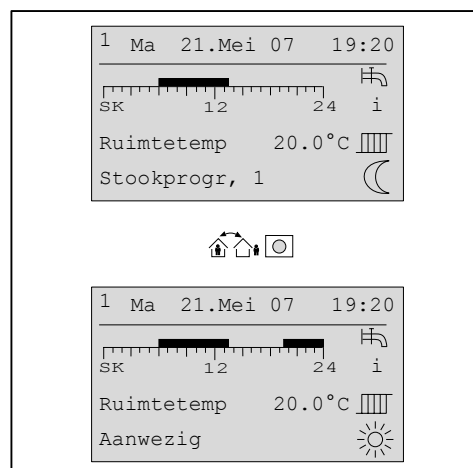 1 Ma 21.Mei 07 19:20
SK 12 24 i
Ruimtetemp 20.0°C
Stookprogr, 1
1 Ma 21.Mei 07 19:20
SK 12 24 i
Ruimtetemp 20.0°C
Aanwezig